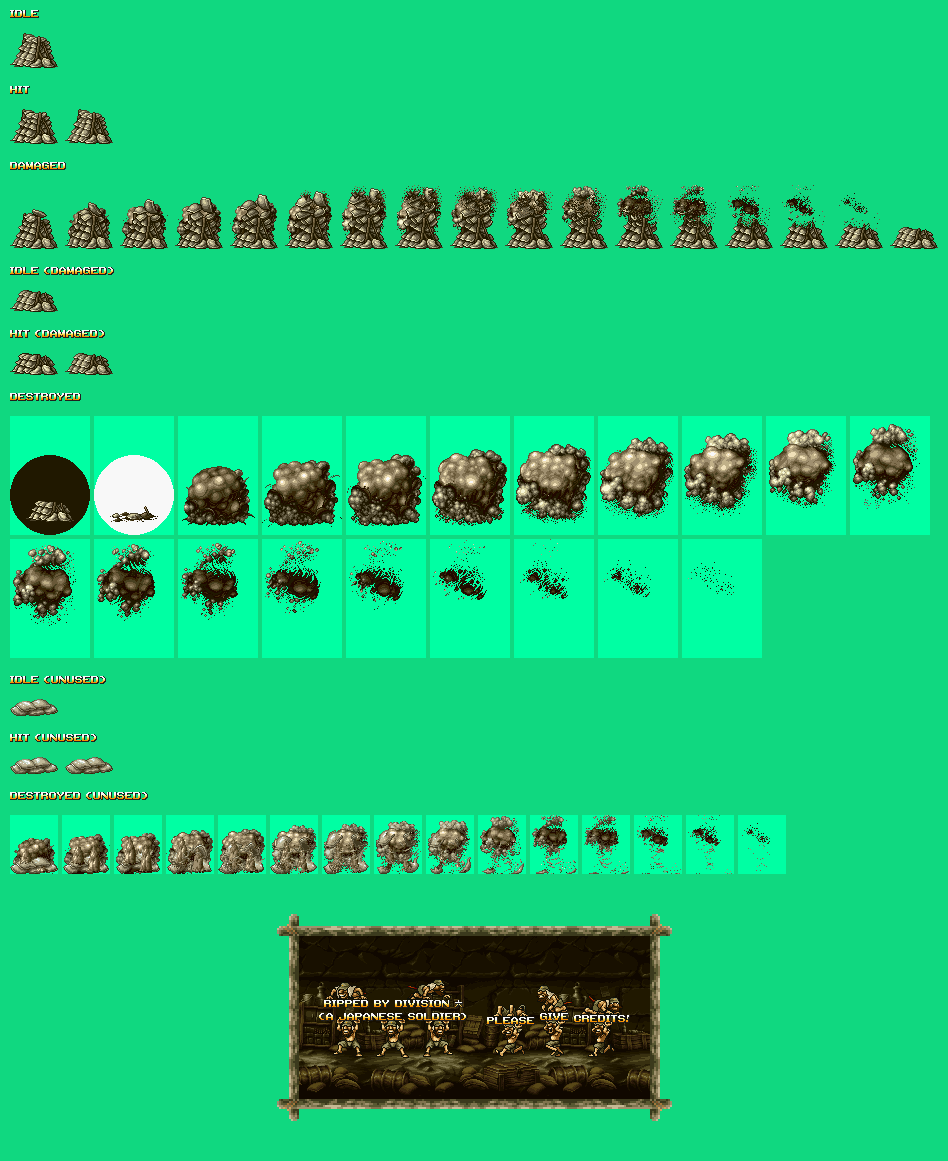 IDLE
HIT
DAMAGED
IDLE (DAMAGED)
HIT (DAMAGED)
DESTROYED
IDLE (UNUSED)
HIT (UNUSED)
DESTROYED (UNUSED)
RIPPED BY DIVISION 六
(A JAPANESE SOLDIER)
PLEASE GIVE CREDITS!